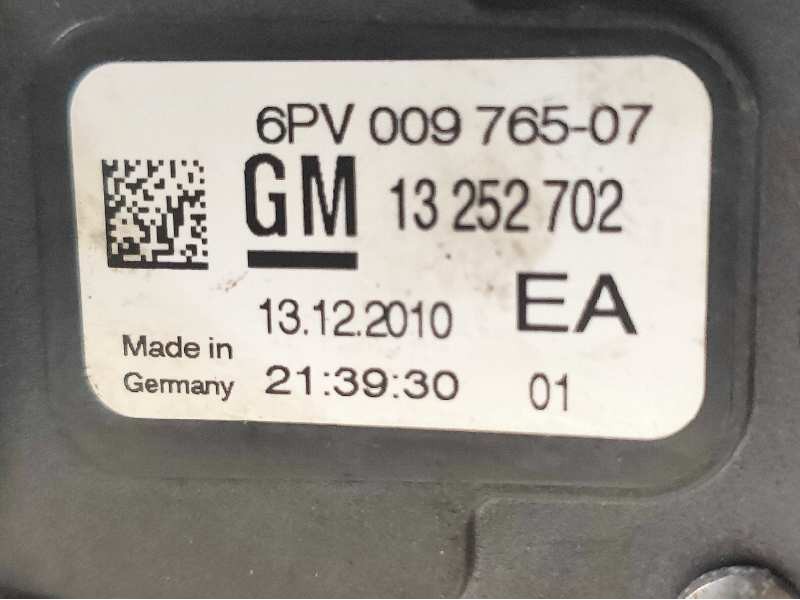 6PV 009 765-07
GM 13 252 702
13.12.2010 EA
Made in
Germany 21:39:30 01